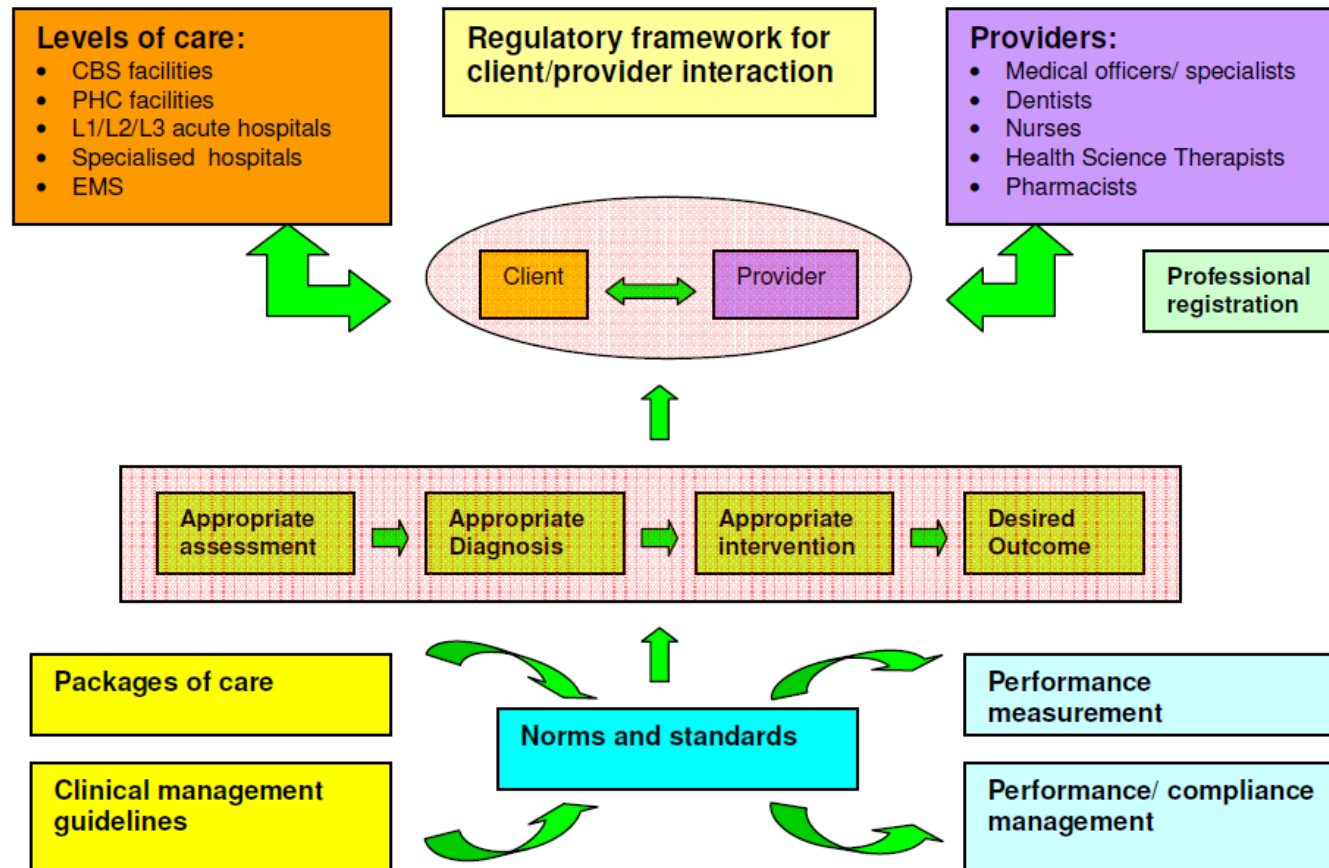 Levels of care:
• CBS facilities
• PHC facilities
• L1/L2/L3 acute hospitals
• Specialised hospitals
• EMS
Regulatory framework for
client/provider interaction
Providers:
• Medical officers/ specialists
• Dentists
• Nurses
• Health Science Therapists
• Pharmacists
Client
Provider
Professional
registration
Appropriate
assessment
Appropriate
Diagnosis
Appropriate
intervention
Desired
Outcome
Packages of care
Clinical management
guidelines
Norms and standards
Performance
measurement
Performance/ compliance
management